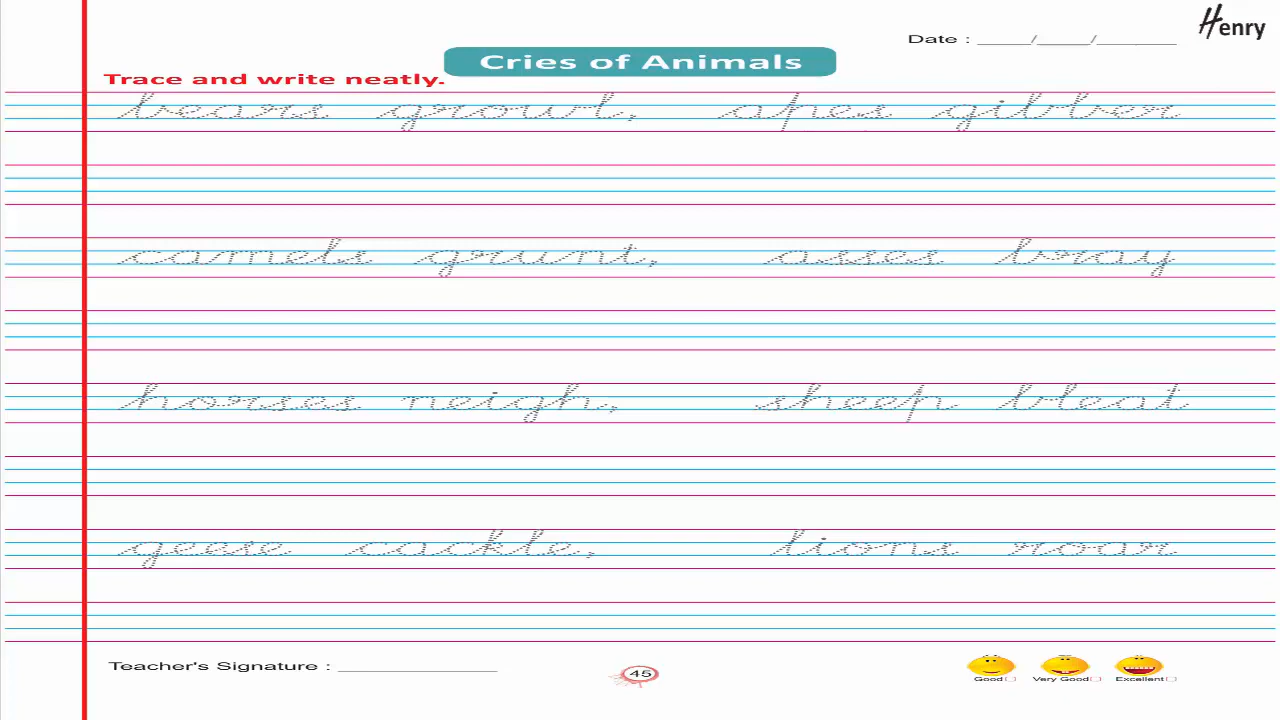 Henry
Date : ____/____/______
Cries of Animals
Trace and write neatly.
bears growl, apes gibber
camels grunt, asses bray
horses neigh, sheep bleat
geese cackle, lions roar
Teacher's Signature : ______________
45
Good Very Good Excellent